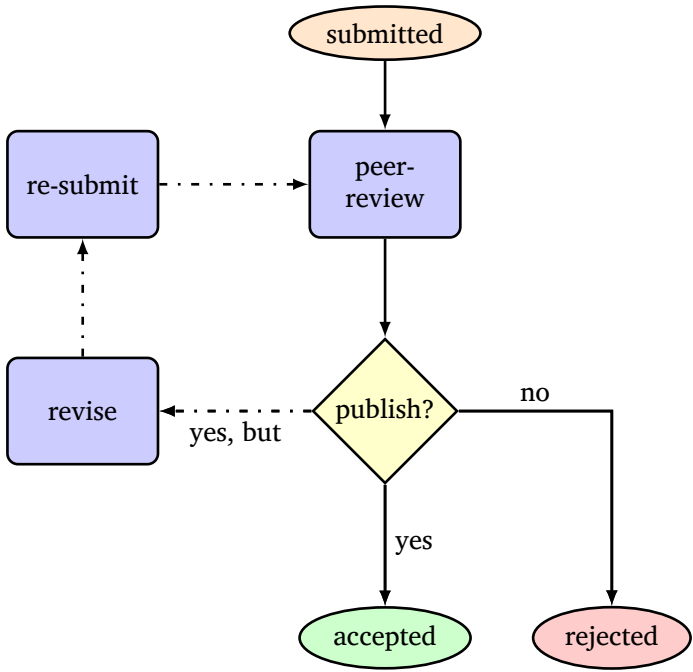 submitted
re-submit
peer-
review
revise
publish?
no
yes, but
yes
accepted
rejected